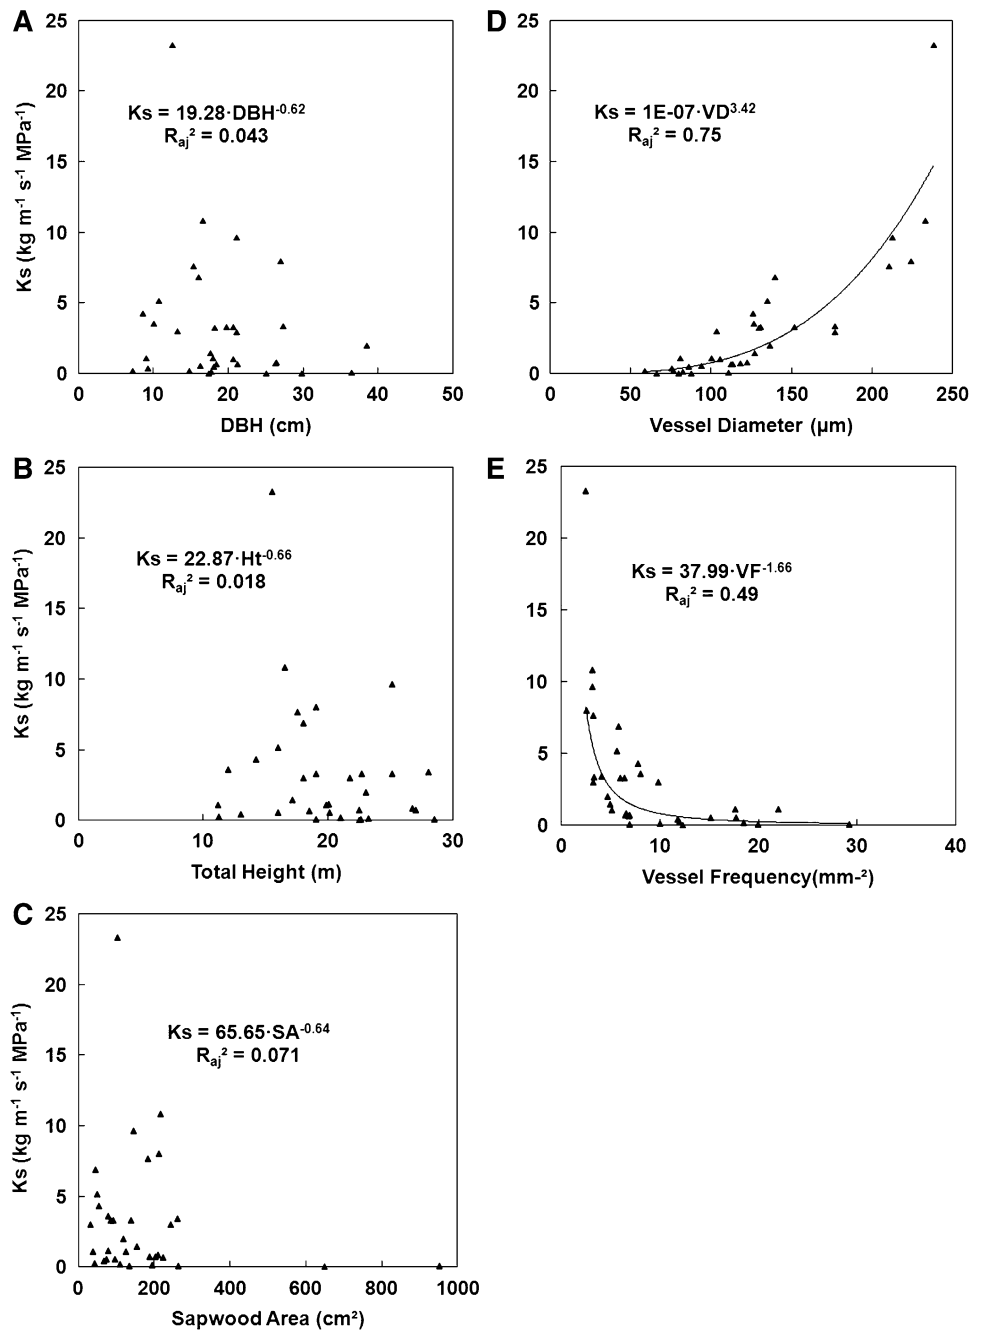 A
25
20
15
10
5
0
Ks (kg m⁻¹ s⁻¹ MPa⁻¹)
Ks = 19.28·DBH⁻⁰·⁶²
Raj² = 0.043
0 10 20 30 40 50
DBH (cm)
D
25
20
15
10
5
0
Ks = 1E-07·VD³·⁴²
Raj² = 0.75
0 50 100 150 200 250
Vessel Diameter (µm)
B
25
20
15
10
5
0
Ks (kg m⁻¹ s⁻¹ MPa⁻¹)
Ks = 22.87·Ht⁻⁰·⁶⁶
Raj² = 0.018
0 10 20 30
Total Height (m)
E
25
20
15
10
5
0
Ks = 37.99·VF⁻¹·⁶⁶
Raj² = 0.49
0 10 20 30 40
Vessel Frequency(mm-²)
C
25
20
15
10
5
0
Ks (kg m⁻¹ s⁻¹ MPa⁻¹)
Ks = 65.65·SA⁻⁰·⁶⁴
Raj² = 0.071
0 200 400 600 800 1000
Sapwood Area (cm²)